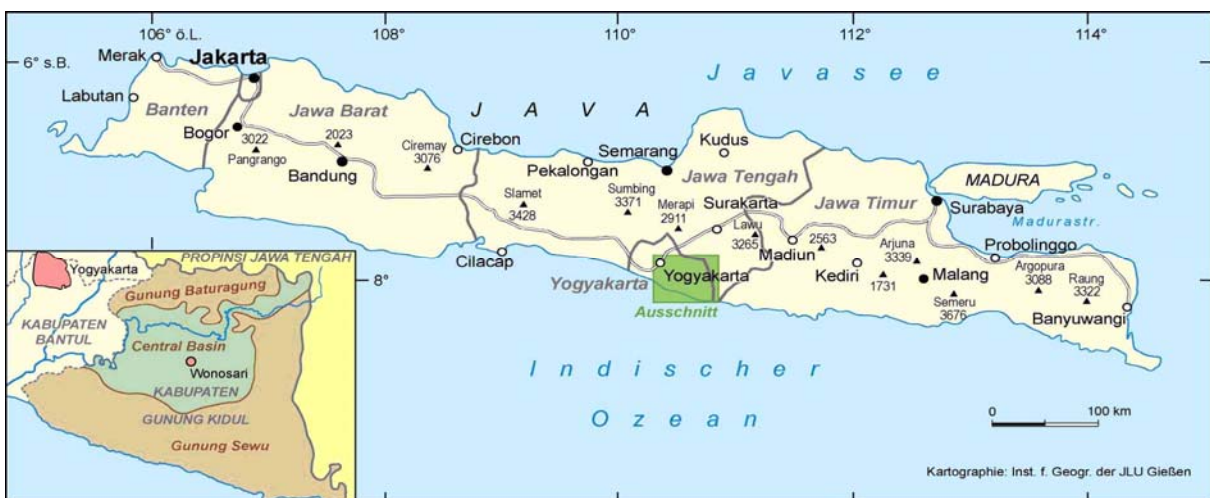 106° ö.L.
108°
110°
112°
114°
6° s.B.
8°
Javasee
JAVA
Merak
Jakarta
Labutan
Banten
Jawa Barat
Bogor
3022
Pangrango
2023
Bandung
Ciremay
3076
Cirebon
Pekalongan
Semarang
Kudus
Slamet
3428
Sumbing
3371
Merapi
2911
Jawa Tengah
Surakarta
Lawu
3265
Jawa Timur
Madiun
2563
Cilacap
Yogyakarta
Yogyakarta
Ausschnitt
Kediri
1731
Arjuna
3339
Malang
Semeru
3676
MADURA
Surabaya
Madurastr.
Probolinggo
Argopura
3088
Raung
3322
Banyuwangi
Indischer
Ozean
0 100 km
Kartographie: Inst. f. Geogr. der JLU Gießen
PROPINSI JAWA TENGAH
Yogyakarta
Gunung Baturagung
KABUPATEN
BANTUL
Central Basin
Wonosari
KABUPATEN
GUNUNG KIDUL
Gunung Sewu